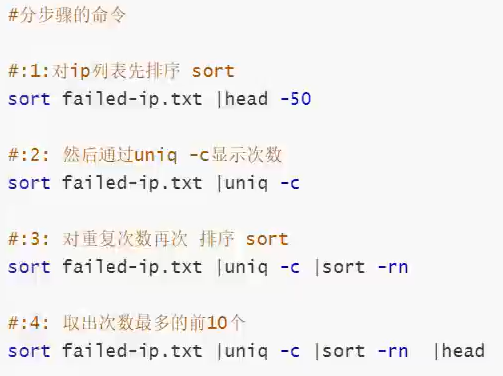 #分步骤的命令
#:1:对ip列表先排序 sort
sort failed-ip.txt |head -50
#:2: 然后通过uniq -c显示次数
sort failed-ip.txt |uniq -c
#:3: 对重复次数再次 排序 sort
sort failed-ip.txt |uniq -c |sort -rn
#:4: 取出次数最多的前10个
sort failed-ip.txt |uniq -c |sort -rn  |head